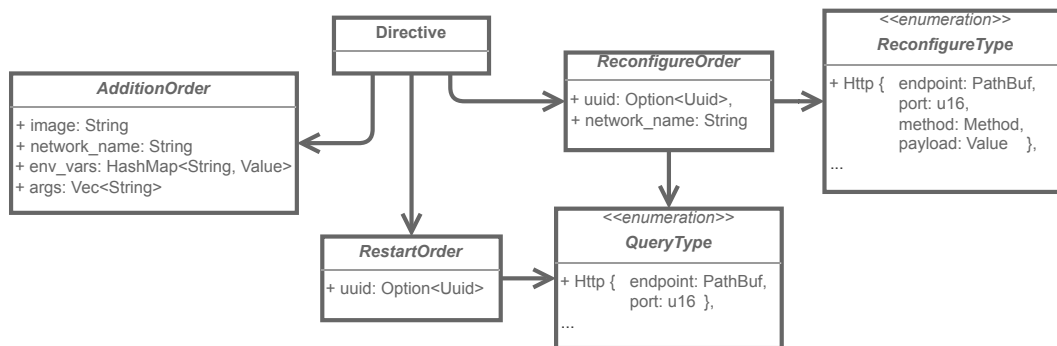 Directive
AdditionOrder
+ image: String
+ network_name: String
+ env_vars: HashMap<String, Value>
+ args: Vec<String>
ReconfigureOrder
+ uuid: Option<Uuid>,
+ network_name: String
<<enumeration>>
ReconfigureType
+ Http { endpoint: PathBuf,
port: u16,
method: Method,
payload: Value },
...
RestartOrder
+ uuid: Option<Uuid>
<<enumeration>>
QueryType
+ Http { endpoint: PathBuf,
port: u16 },
...